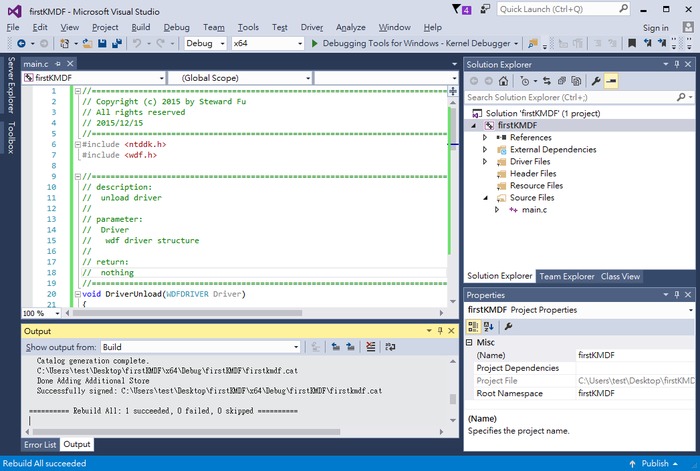 firstKMDF - Microsoft Visual Studio
4
Quick Launch (Ctrl+Q)
File Edit View Project Build Debug Team Tools Test Driver Analyze Window Help
Sign in
Debug x64 Debugging Tools for Windows - Kernel Debugger
Server Explorer
Toolbox
main.c
firstKMDF (Global Scope)
1 //=====================================================================
2 // Copyright (c) 2015 by Steward Fu
3 // All rights reserved
4 // 2015/12/15
5 //=====================================================================
6 #include <ntddk.h>
7 #include <wdf.h>
8
9 //=====================================================================
10 // description:
11 //  unload driver
12 //
13 // parameter:
14 //  Driver
15 //   wdf driver structure
16 //
17 // return:
18 //  nothing
19 //=====================================================================
20 void DriverUnload(WDFDRIVER Driver)
21 {
100 %
Output
Show output from: Build
Catalog generation complete.
C:\Users\test\Desktop\firstKMDF\x64\Debug\firstKMDF\firstkmdf.cat
Done Adding Additional Store
Successfully signed: C:\Users\test\Desktop\firstKMDF\x64\Debug\firstKMDF\firstkmdf.cat
========== Rebuild All: 1 succeeded, 0 failed, 0 skipped ==========
Error List Output
Solution Explorer
Search Solution Explorer (Ctrl+;)
Solution 'firstKMDF' (1 project)
firstKMDF
References
External Dependencies
Driver Files
Header Files
Resource Files
Source Files
main.c
Solution Explorer Team Explorer Class View
Properties
firstKMDF Project Properties
Misc
(Name) firstKMDF
Project Dependencies
Project File C:\Users\test\Desktop\firstKMD
Root Namespace firstKMDF
(Name)
Specifies the project name.
Rebuild All succeeded
Publish